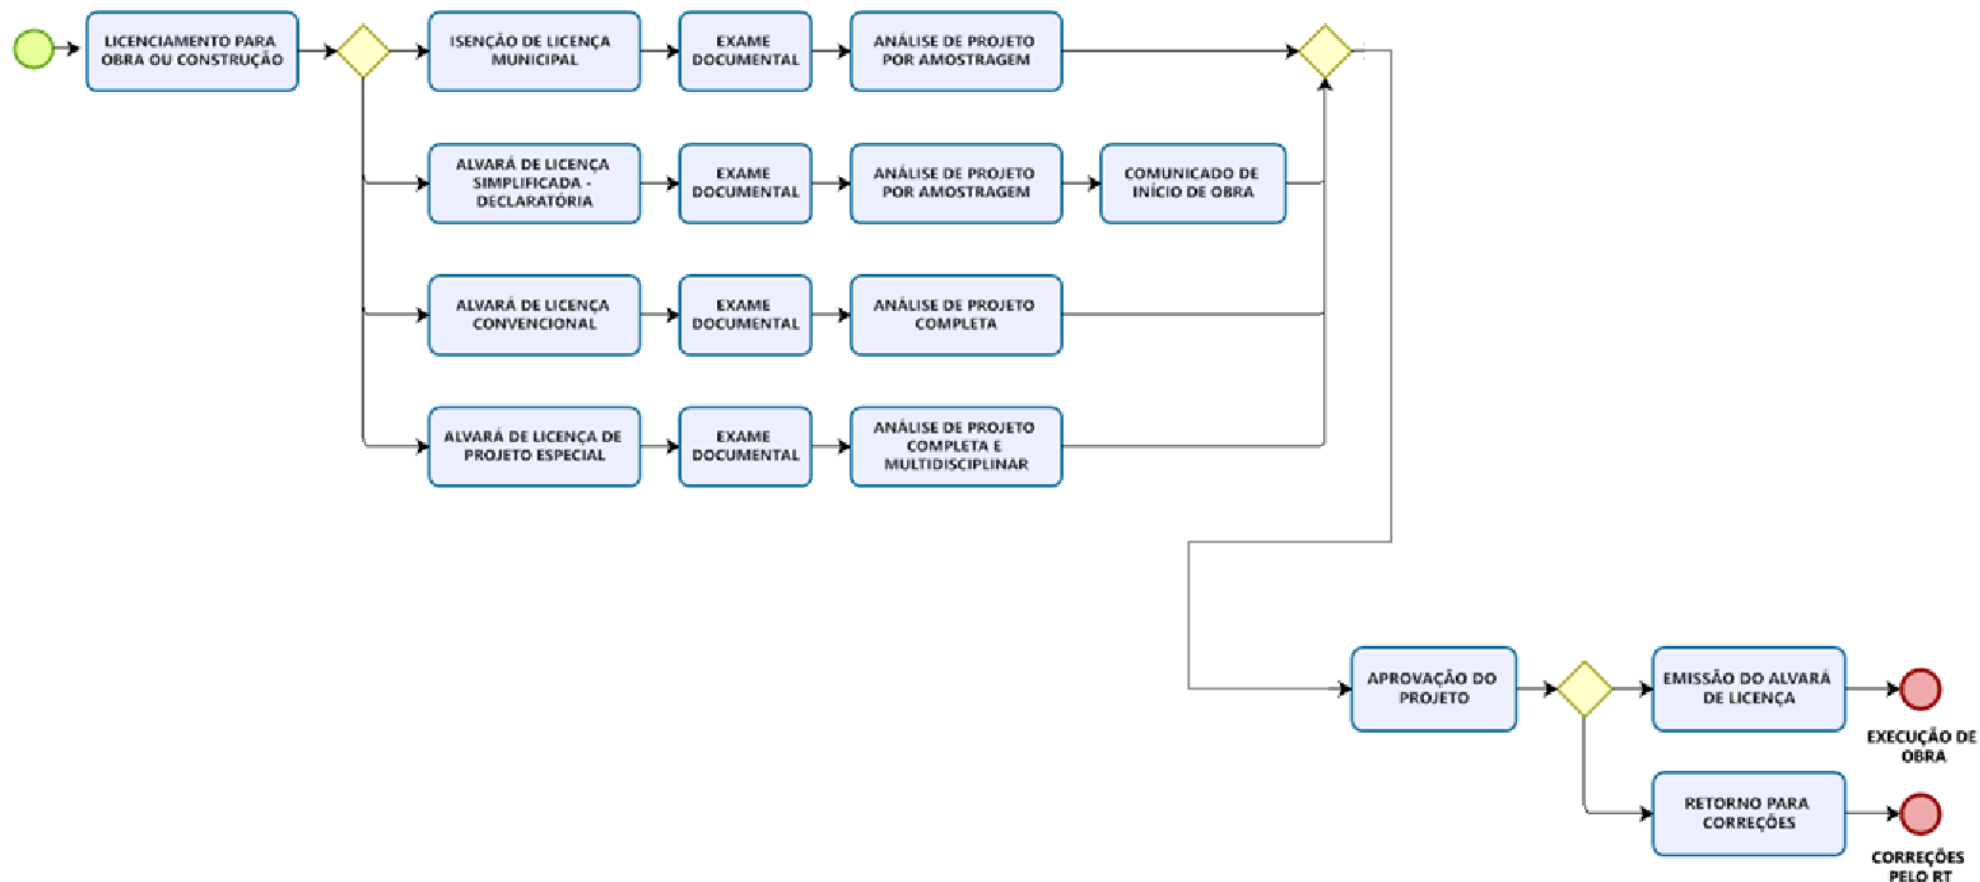 LICENCIAMENTO PARA
OBRA OU CONSTRUÇÃO
ISENÇÃO DE LICENÇA
MUNICIPAL
EXAME
DOCUMENTAL
ANÁLISE DE PROJETO
POR AMOSTRAGEM
ALVARÁ DE LICENÇA
SIMPLIFICADA -
DECLARATÓRIA
EXAME
DOCUMENTAL
ANÁLISE DE PROJETO
POR AMOSTRAGEM
COMUNICADO DE
INÍCIO DE OBRA
ALVARÁ DE LICENÇA
CONVENCIONAL
EXAME
DOCUMENTAL
ANÁLISE DE PROJETO
COMPLETA
ALVARÁ DE LICENÇA DE
PROJETO ESPECIAL
EXAME
DOCUMENTAL
ANÁLISE DE PROJETO
COMPLETA E
MULTIDISCIPLINAR
APROVAÇÃO DO
PROJETO
EMISSÃO DO ALVARÁ
DE LICENÇA
EXECUÇÃO DE
OBRA
RETORNO PARA
CORREÇÕES
CORREÇÕES
PELO RT